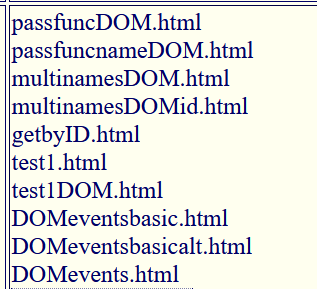 passfuncDOM.html
passfuncnameDOM.html
multinamesDOM.html
multinamesDOMid.html
getbyID.html
test1.html
test1DOM.html
DOMeventsbasic.html
DOMeventsbasicalt.html
DOMevents.html